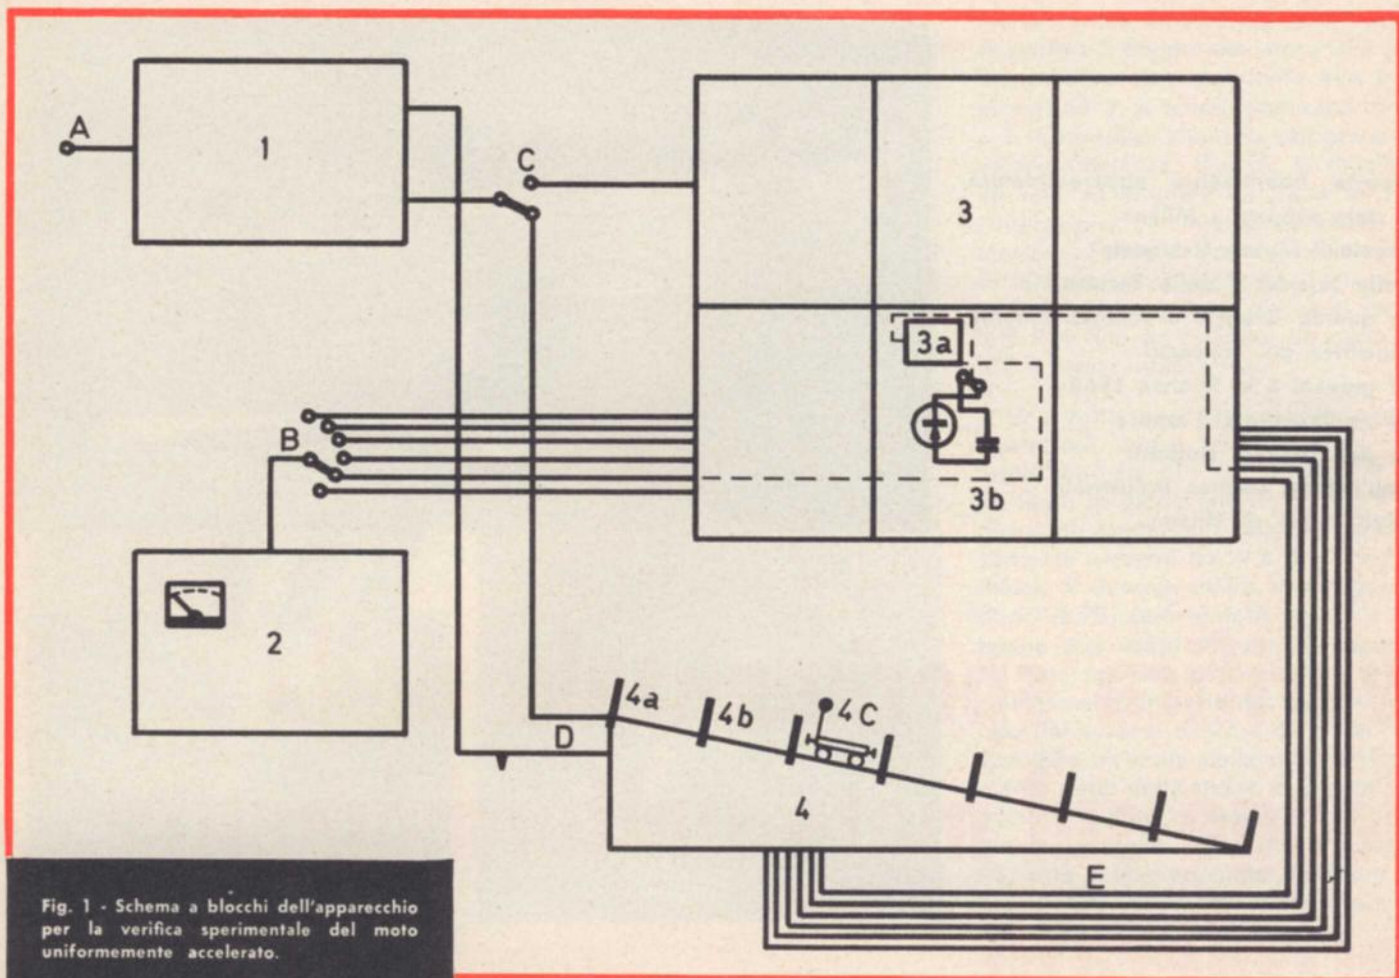 A
1
C
3
3a
B
3b
2
4a
4b
4C
D
4
E
Fig. 1 - Schema a blocchi dell'apparecchio
per la verifica sperimentale del moto
uniformemente accelerato.